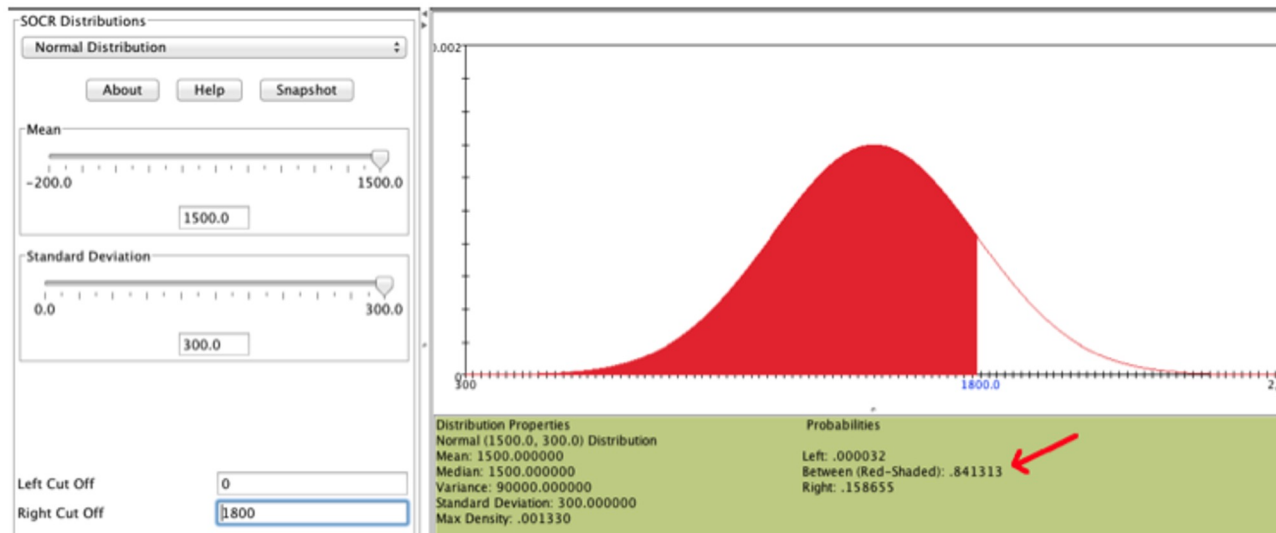 SOCR Distributions
Normal Distribution
About Help Snapshot
Mean
-200.0 1500.0
1500.0
Standard Deviation
0.0 300.0
300.0
Left Cut Off 0
Right Cut Off 1800
0.002
0
300 1800.0
Distribution Properties
Normal (1500.0, 300.0) Distribution
Mean: 1500.000000
Median: 1500.000000
Variance: 90000.000000
Standard Deviation: 300.000000
Max Density: .001330
Probabilities
Left: .000032
Between (Red-Shaded): .841313
Right: .158655